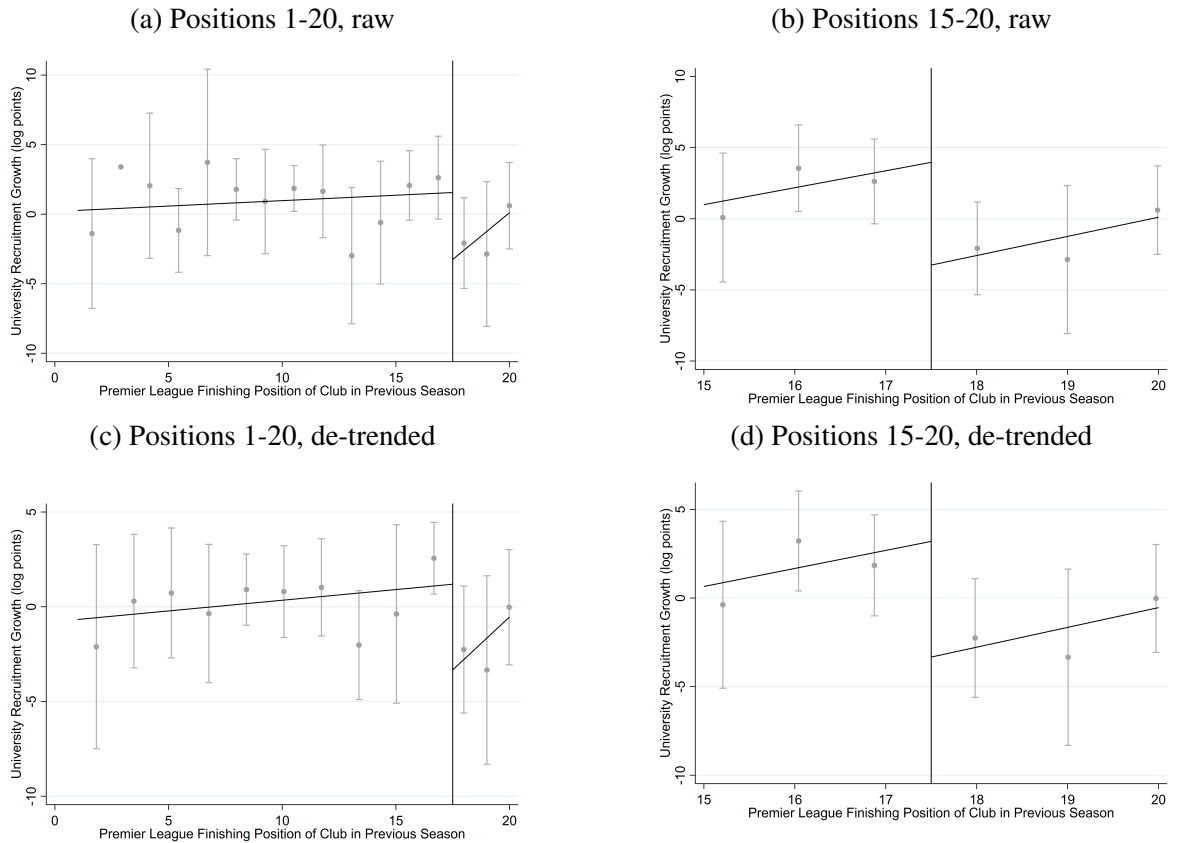 (a) Positions 1-20, raw
(b) Positions 15-20, raw
University Recruitment Growth (log points)
10
5
0
-5
-10
0 5 10 15 20
Premier League Finishing Position of Club in Previous Season
University Recruitment Growth (log points)
10
5
0
-5
-10
15 16 17 18 19 20
Premier League Finishing Position of Club in Previous Season
(c) Positions 1-20, de-trended
(d) Positions 15-20, de-trended
University Recruitment Growth (log points)
5
0
-5
-10
0 5 10 15 20
Premier League Finishing Position of Club in Previous Season
University Recruitment Growth (log points)
5
0
-5
-10
15 16 17 18 19 20
Premier League Finishing Position of Club in Previous Season